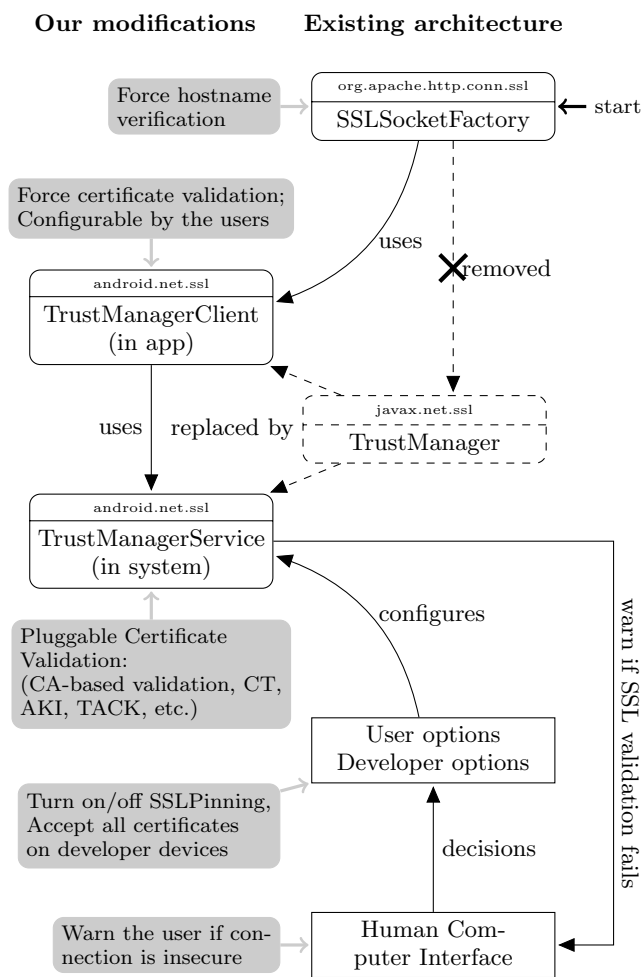 Our modifications
Existing architecture
Force hostname
verification
org.apache.http.conn.ssl
SSLSocketFactory
start
Force certificate validation;
Configurable by the users
uses
removed
android.net.ssl
TrustManagerClient
(in app)
uses
replaced by
javax.net.ssl
TrustManager
android.net.ssl
TrustManagerService
(in system)
configures
warn if SSL validation fails
Pluggable Certificate
Validation:
(CA-based validation, CT,
AKI, TACK, etc.)
User options
Developer options
Turn on/off SSLPinning,
Accept all certificates
on developer devices
decisions
Warn the user if con-
nection is insecure
Human Com-
puter Interface